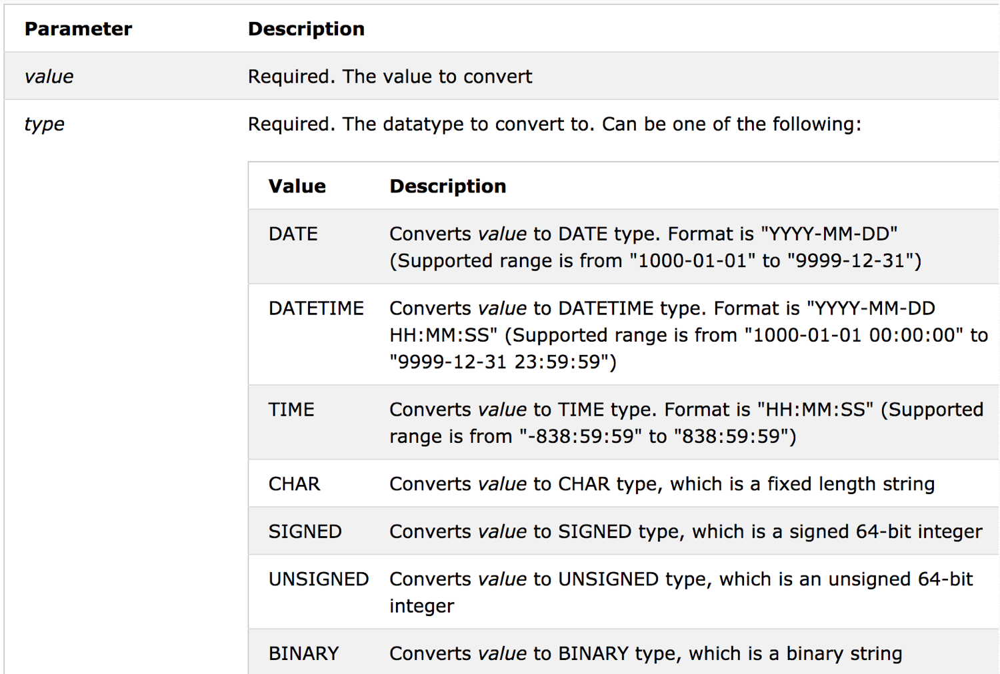 Parameter Description
value Required. The value to convert
type Required. The datatype to convert to. Can be one of the following:
Value Description
DATE Converts value to DATE type. Format is "YYYY-MM-DD"
(Supported range is from "1000-01-01" to "9999-12-31")
DATETIME Converts value to DATETIME type. Format is "YYYY-MM-DD
HH:MM:SS" (Supported range is from "1000-01-01 00:00:00" to
"9999-12-31 23:59:59")
TIME Converts value to TIME type. Format is "HH:MM:SS" (Supported
range is from "-838:59:59" to "838:59:59")
CHAR Converts value to CHAR type, which is a fixed length string
SIGNED Converts value to SIGNED type, which is a signed 64-bit integer
UNSIGNED Converts value to UNSIGNED type, which is an unsigned 64-bit
integer
BINARY Converts value to BINARY type, which is a binary string